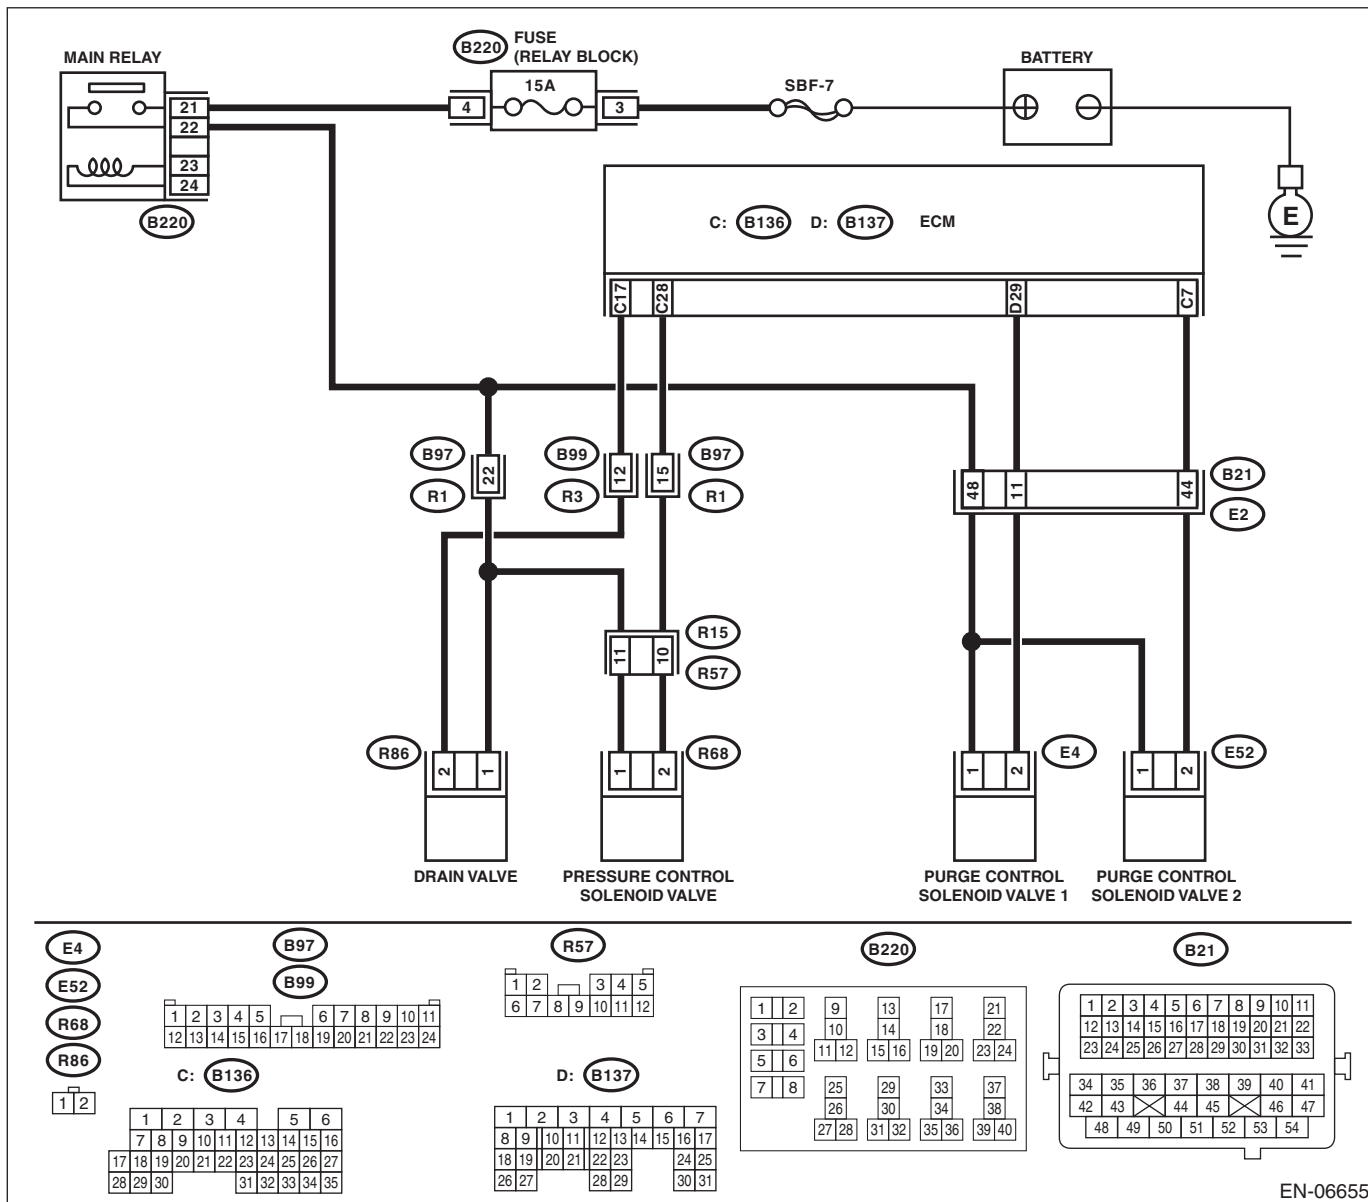 MAIN RELAY
B220
FUSE
(RELAY BLOCK)
BATTERY
15A
SBF-7
21
4
3
22
23
24
B220
E
C: B136 D: B137 ECM
C17 C28 D29 C7
B97 22 R1
B99 12 R3
15 B97 R1
48 11 44 B21
E2
R15
11 10
R57
R86 2 1
1 2 R68
1 2 E4
1 2 E52
DRAIN VALVE
PRESSURE CONTROL
SOLENOID VALVE
PURGE CONTROL
SOLENOID VALVE 1
PURGE CONTROL
SOLENOID VALVE 2
E4
E52
R68
R86
1 2
B97
B99
1 2 3 4 5 6 7 8 9 10 11
12 13 14 15 16 17 18 19 20 21 22 23 24
R57
1 2 3 4 5
6 7 8 9 10 11 12
B220
1 2 9 13 17 21
3 4 10 14 18 22
11 12 15 16 19 20 23 24
5 6
7 8 25 29 33 37
26 30 34 38
27 28 31 32 35 36 39 40
B21
1 2 3 4 5 6 7 8 9 10 11
12 13 14 15 16 17 18 19 20 21 22
23 24 25 26 27 28 29 30 31 32 33
34 35 36 37 38 39 40 41
42 43 44 45 46 47
48 49 50 51 52 53 54
C: B136
1 2 3 4 5 6
7 8 9 10 11 12 13 14 15 16
17 18 19 20 21 22 23 24 25 26 27
28 29 30 31 32 33 34 35
D: B137
1 2 3 4 5 6 7
8 9 10 11 12 13 14 15 16 17
18 19 20 21 22 23 24 25
26 27 28 29 30 31
EN-06655